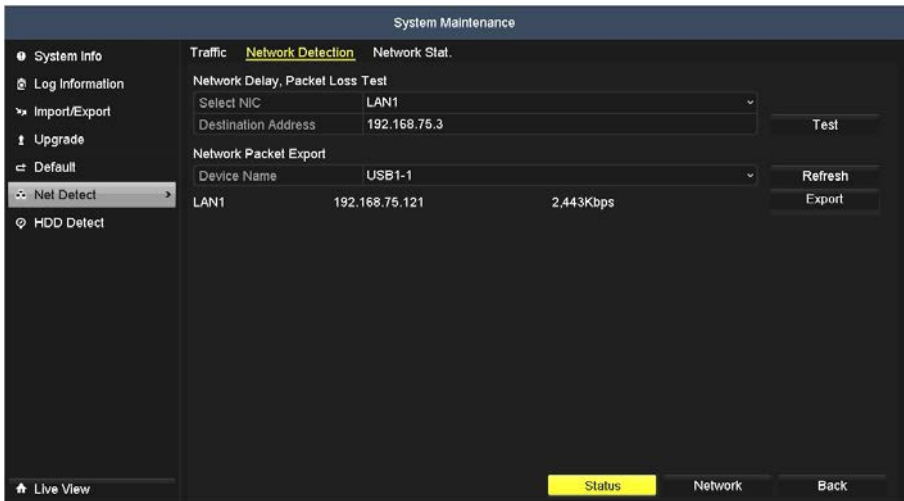 System Maintenance
System Info
Log Information
Import/Export
Upgrade
Default
Net Detect
HDD Detect
Live View
Traffic Network Detection Network Stat.
Network Delay, Packet Loss Test
Select NIC LAN1
Destination Address 192.168.75.3 Test
Network Packet Export
Device Name USB1-1 Refresh
LAN1 192.168.75.121 2,443Kbps Export
Status Network Back